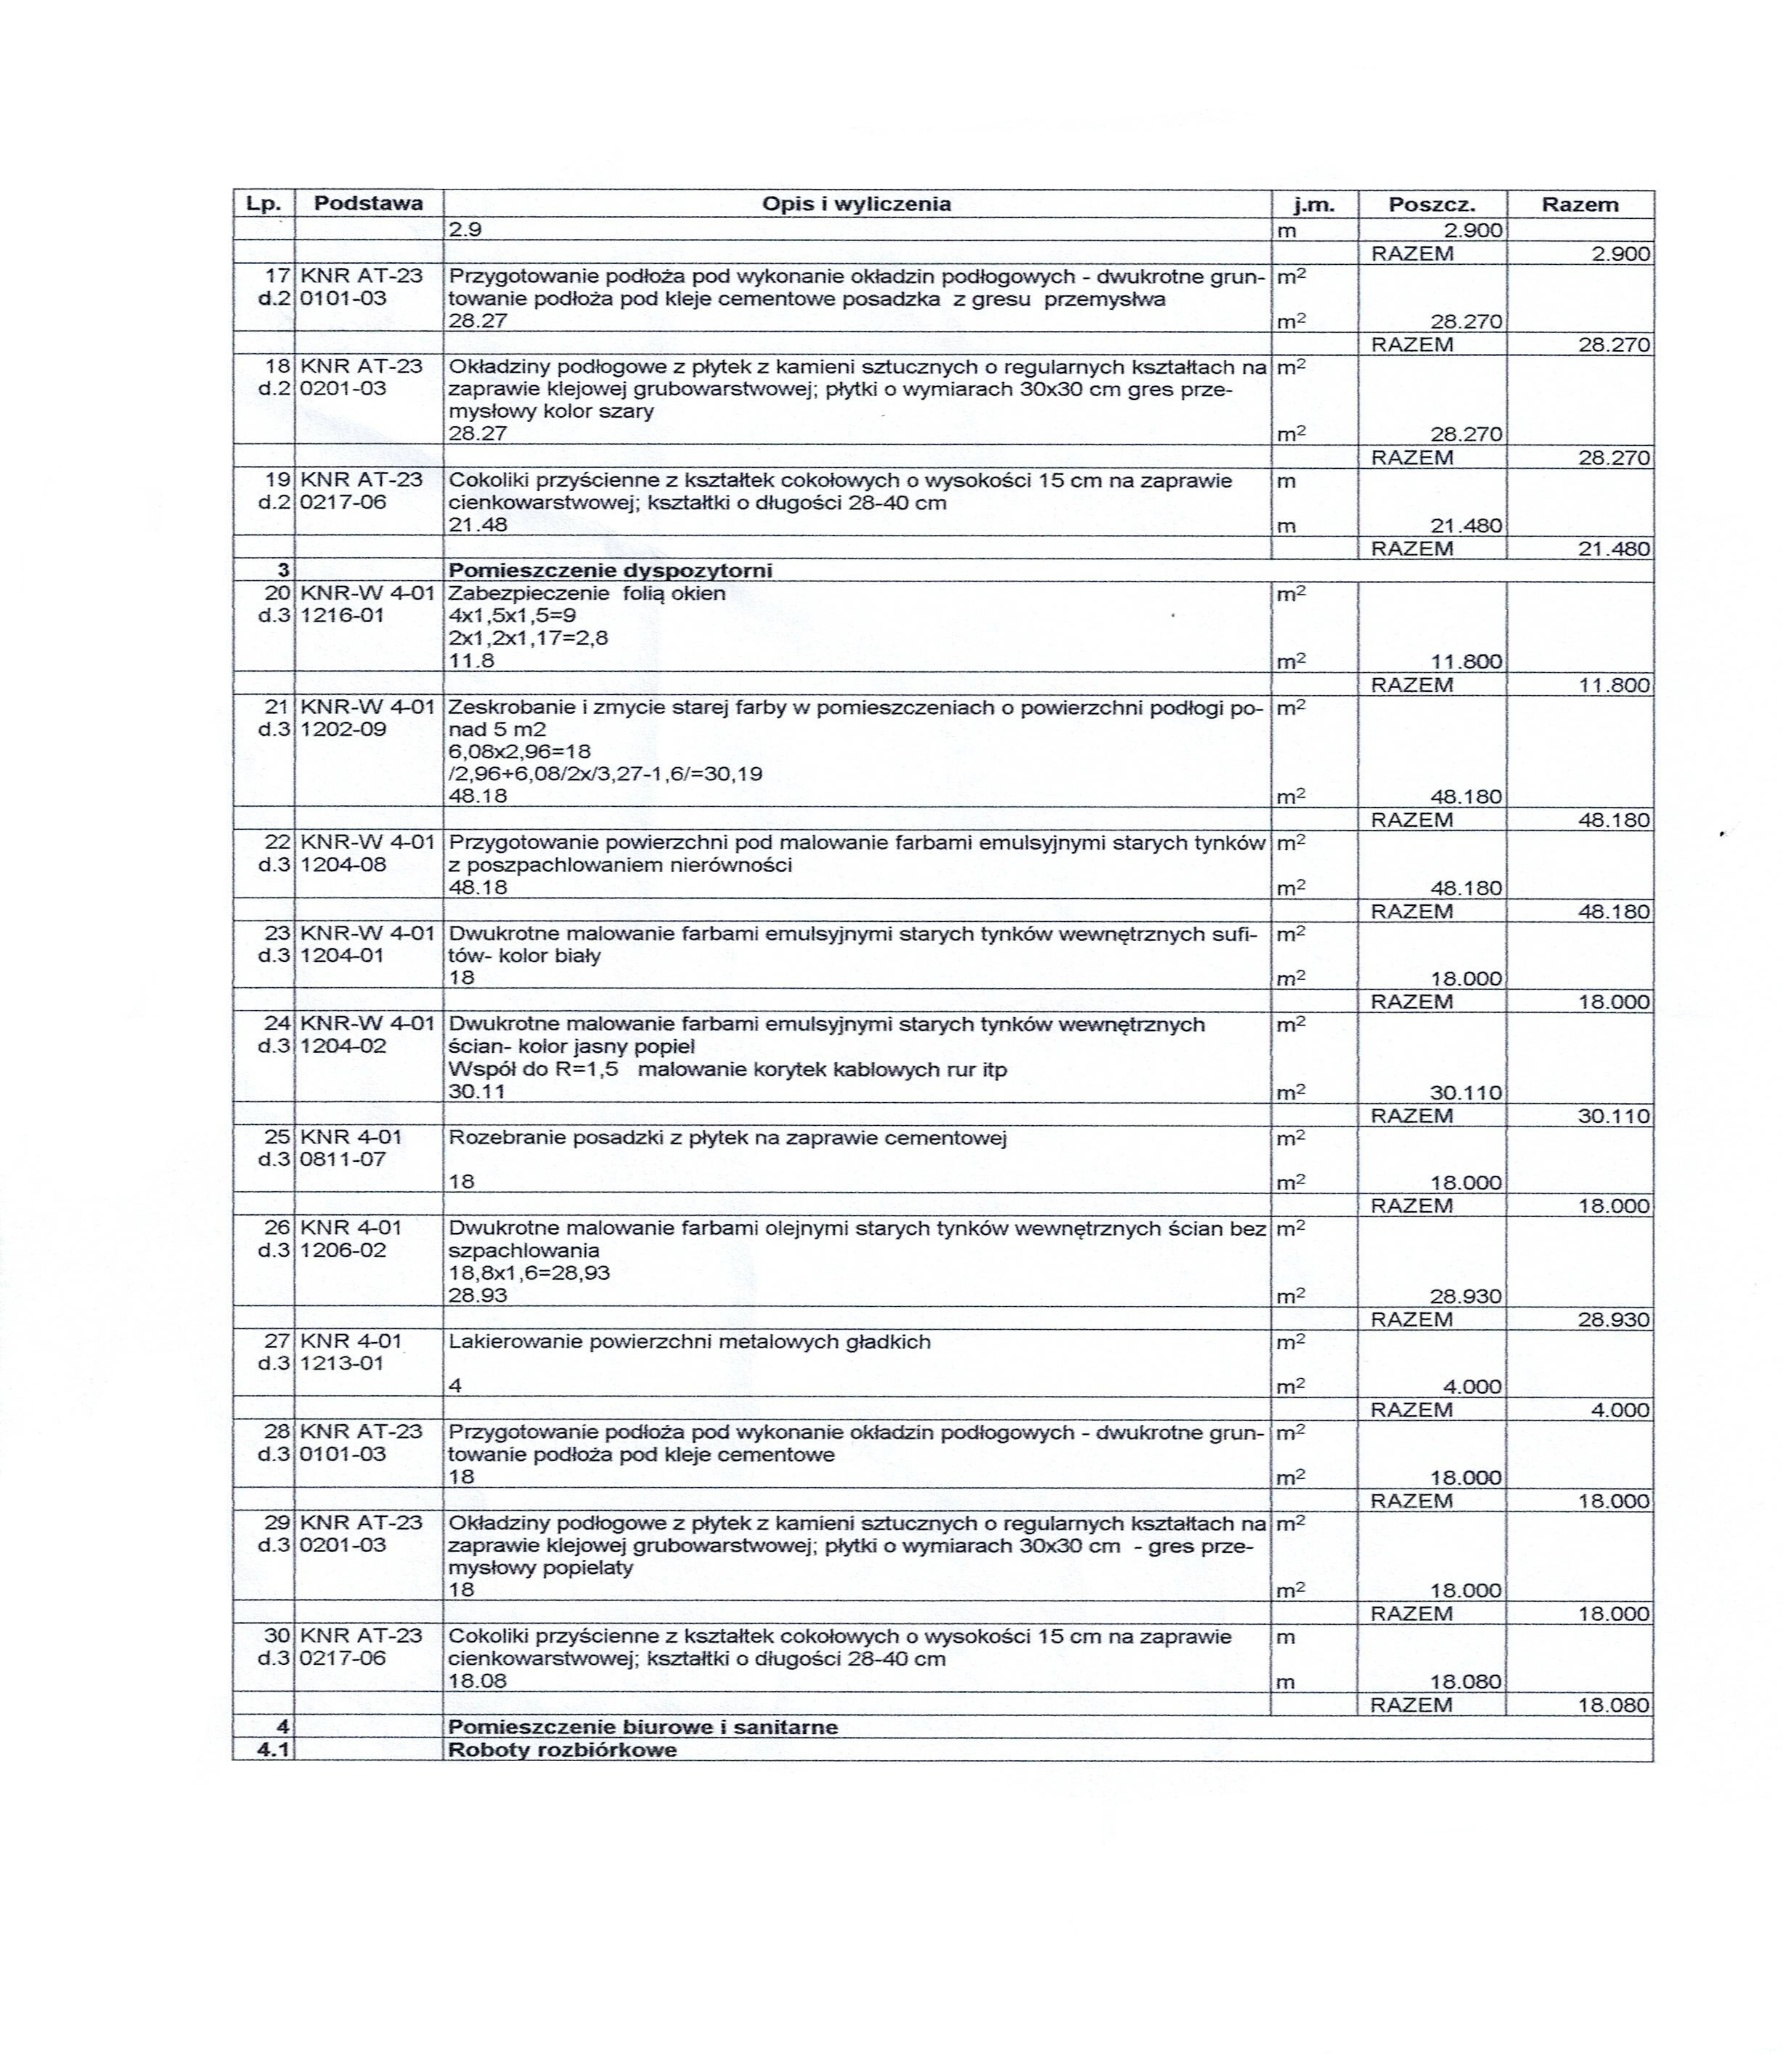 Lp. Podstawa Opis i wyliczenia j.m. Poszcz. Razem
2.9 m 2.900
RAZEM 2.900
17 KNR AT-23 Przygotowanie podłoża pod wykonanie okładzin podłogowych - dwukrotne grun- m2
d.2 0101-03 towanie podłoża pod kleje cementowe posadzka z gresu przemysłwa
28.27 m2 28.270
RAZEM 28.270
18 KNR AT-23 Okładziny podłogowe z płytek z kamieni sztucznych o regularnych kształtach na m2
d.2 0201-03 zaprawie klejowej grubowarstwowej; płytki o wymiarach 30x30 cm gres prze-
mysłowy kolor szary
28.27 m2 28.270
RAZEM 28.270
19 KNR AT-23 Cokoliki przyścienne z kształtek cokołowych o wysokości 15 cm na zaprawie m
d.2 0217-06 cienkowarstwowej; kształtki o długości 28-40 cm
21.48 m 21.480
RAZEM 21.480
3 Pomieszczenie dyspozytorni
20 KNR-W 4-01 Zabezpieczenie folią okien m2
d.3 1216-01 4x1,5x1,5=9
2x1,2x1,17=2,8
11.8 m2 11.800
RAZEM 11.800
21 KNR-W 4-01 Zeskrobanie i zmycie starej farby w pomieszczeniach o powierzchni podłogi po- m2
d.3 1202-09 nad 5 m2
6,08x2,96=18
/2,96+6,08/2x/3,27-1,6/=30,19
48.18 m2 48.180
RAZEM 48.180
22 KNR-W 4-01 Przygotowanie powierzchni pod malowanie farbami emulsyjnymi starych tynków m2
d.3 1204-08 z poszpachlowaniem nierówności
48.18 m2 48.180
RAZEM 48.180
23 KNR-W 4-01 Dwukrotne malowanie farbami emulsyjnymi starych tynków wewnętrznych sufi- m2
d.3 1204-01 tów- kolor biały
18 m2 18.000
RAZEM 18.000
24 KNR-W 4-01 Dwukrotne malowanie farbami emulsyjnymi starych tynków wewnętrznych m2
d.3 1204-02 ścian- kolor jasny popiel
Współ do R=1,5 malowanie korytek kablowych rur itp
30.11 m2 30.110
RAZEM 30.110
25 KNR 4-01 Rozebranie posadzki z płytek na zaprawie cementowej m2
d.3 0811-07
18 m2 18.000
RAZEM 18.000
26 KNR 4-01 Dwukrotne malowanie farbami olejnymi starych tynków wewnętrznych ścian bez m2
d.3 1206-02 szpachlowania
18,8x1,6=28,93
28.93 m2 28.930
RAZEM 28.930
27 KNR 4-01 Lakierowanie powierzchni metalowych gładkich m2
d.3 1213-01
4 m2 4.000
RAZEM 4.000
28 KNR AT-23 Przygotowanie podłoża pod wykonanie okładzin podłogowych - dwukrotne grun- m2
d.3 0101-03 towanie podłoża pod kleje cementowe
18 m2 18.000
RAZEM 18.000
29 KNR AT-23 Okładziny podłogowe z płytek z kamieni sztucznych o regularnych kształtach na m2
d.3 0201-03 zaprawie klejowej grubowarstwowej; płytki o wymiarach 30x30 cm - gres prze-
mysłowy popielaty
18 m2 18.000
RAZEM 18.000
30 KNR AT-23 Cokoliki przyścienne z kształtek cokołowych o wysokości 15 cm na zaprawie m
d.3 0217-06 cienkowarstwowej; kształtki o długości 28-40 cm
18.08 m 18.080
RAZEM 18.080
4 Pomieszczenie biurowe i sanitarne
4.1 Roboty rozbiórkowe